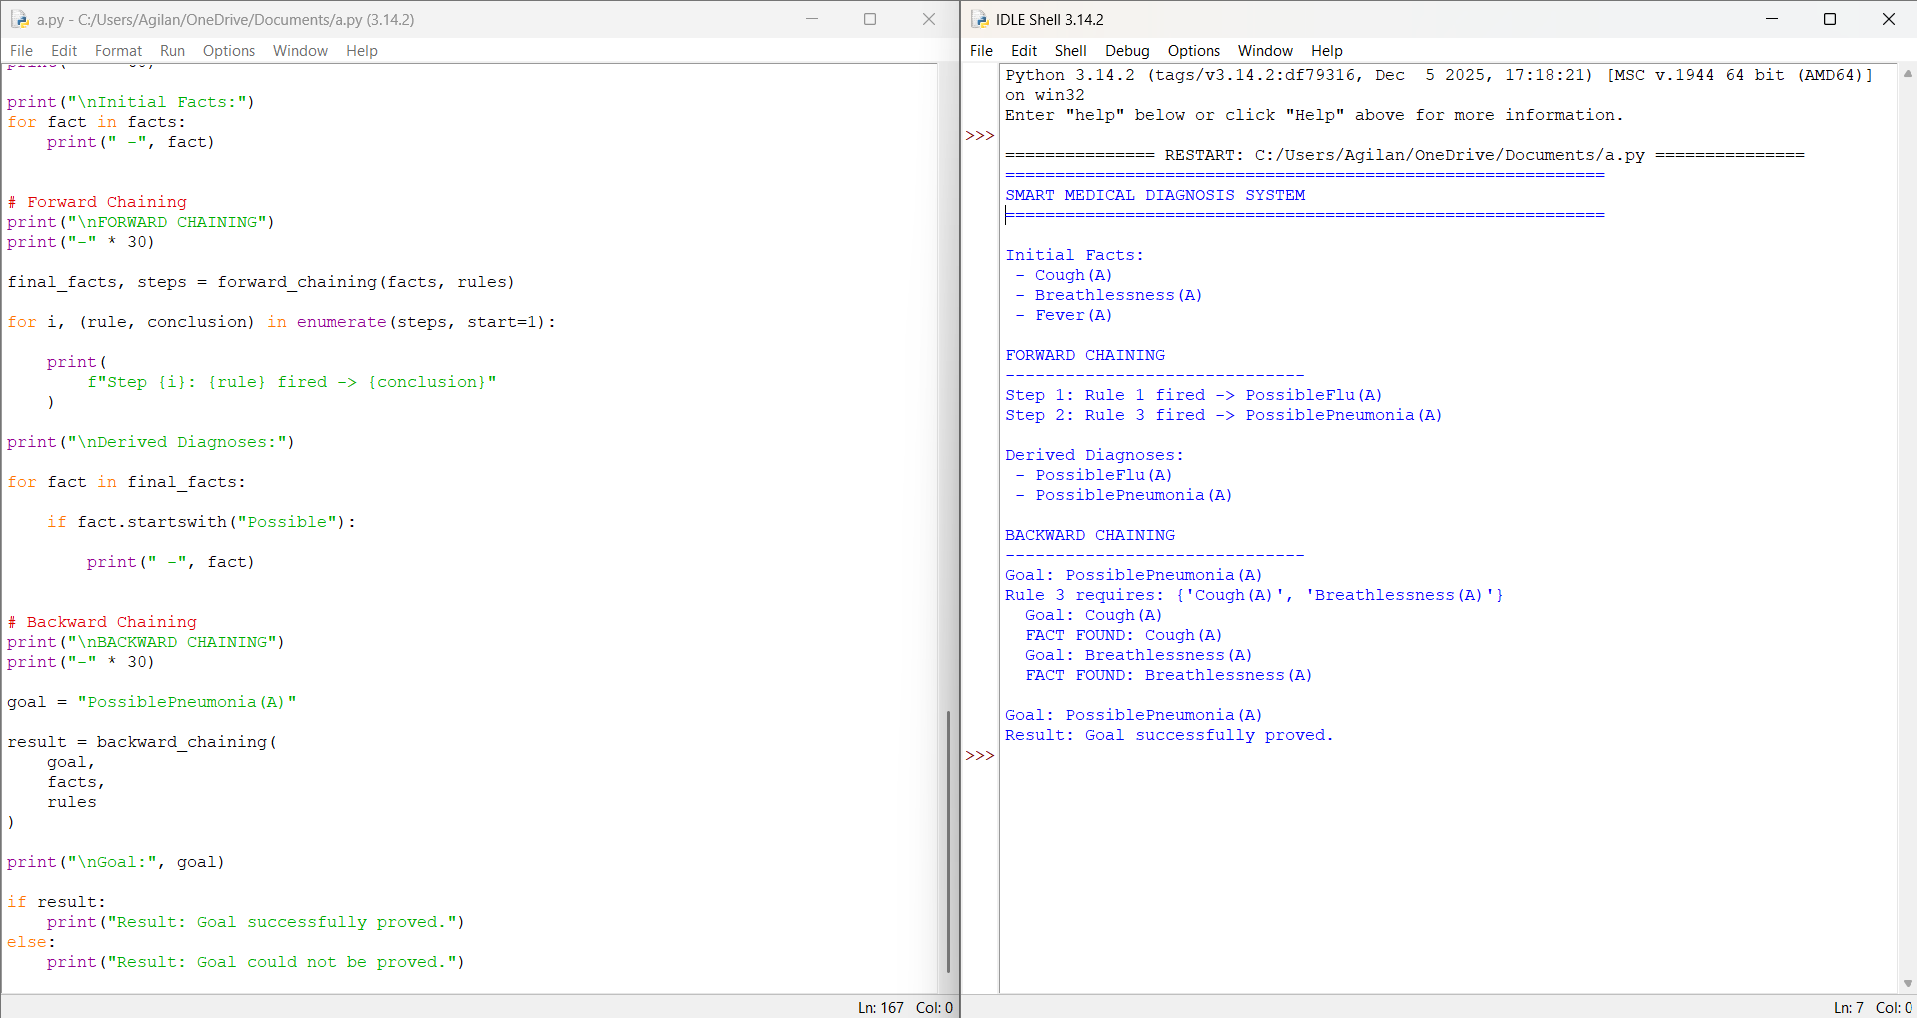 a.py - C:/Users/Agilan/OneDrive/Documents/a.py (3.14.2)
File Edit Format Run Options Window Help
print("\nInitial Facts:")
for fact in facts:
    print(" -", fact)
# Forward Chaining
print("\nFORWARD CHAINING")
print("-" * 30)
final_facts, steps = forward_chaining(facts, rules)
for i, (rule, conclusion) in enumerate(steps, start=1):
    print(
        f"Step {i}: {rule} fired -> {conclusion}"
    )
print("\nDerived Diagnoses:")
for fact in final_facts:
    if fact.startswith("Possible"):
        print(" -", fact)
# Backward Chaining
print("\nBACKWARD CHAINING")
print("-" * 30)
goal = "PossiblePneumonia(A)"
result = backward_chaining(
    goal,
    facts,
    rules
)
print("\nGoal:", goal)
if result:
    print("Result: Goal successfully proved.")
else:
    print("Result: Goal could not be proved.")
Ln: 167 Col: 0
IDLE Shell 3.14.2
File Edit Shell Debug Options Window Help
Python 3.14.2 (tags/v3.14.2:df79316, Dec  5 2025, 17:18:21) [MSC v.1944 64 bit (AMD64)]
on win32
Enter "help" below or click "Help" above for more information.
>>>
=============== RESTART: C:/Users/Agilan/OneDrive/Documents/a.py ===============
============================================================
SMART MEDICAL DIAGNOSIS SYSTEM
============================================================
Initial Facts:
 - Cough(A)
 - Breathlessness(A)
 - Fever(A)
FORWARD CHAINING
------------------------------
Step 1: Rule 1 fired -> PossibleFlu(A)
Step 2: Rule 3 fired -> PossiblePneumonia(A)
Derived Diagnoses:
 - PossibleFlu(A)
 - PossiblePneumonia(A)
BACKWARD CHAINING
------------------------------
Goal: PossiblePneumonia(A)
Rule 3 requires: {'Cough(A)', 'Breathlessness(A)'}
  Goal: Cough(A)
  FACT FOUND: Cough(A)
  Goal: Breathlessness(A)
  FACT FOUND: Breathlessness(A)
Goal: PossiblePneumonia(A)
Result: Goal successfully proved.
>>>
Ln: 7 Col: 0